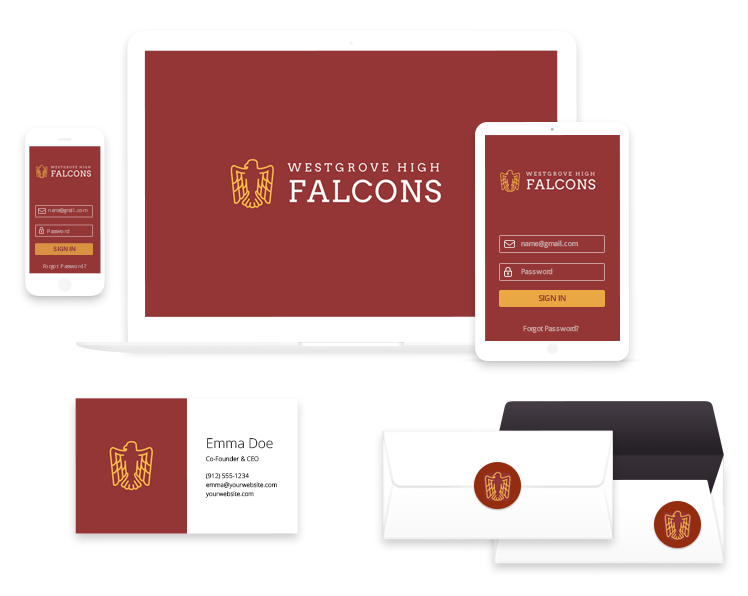 WESTGROVE HIGH
FALCONS
WESTGROVE HIGH
FALCONS
name@gmail.com
Password
SIGN IN
Forgot Password?
WESTGROVE HIGH
FALCONS
name@gmail.com
Password
SIGN IN
Forgot Password?
Emma Doe
Co-Founder & CEO
(912) 555-1234
emma@yourwebsite.com
yourwebsite.com